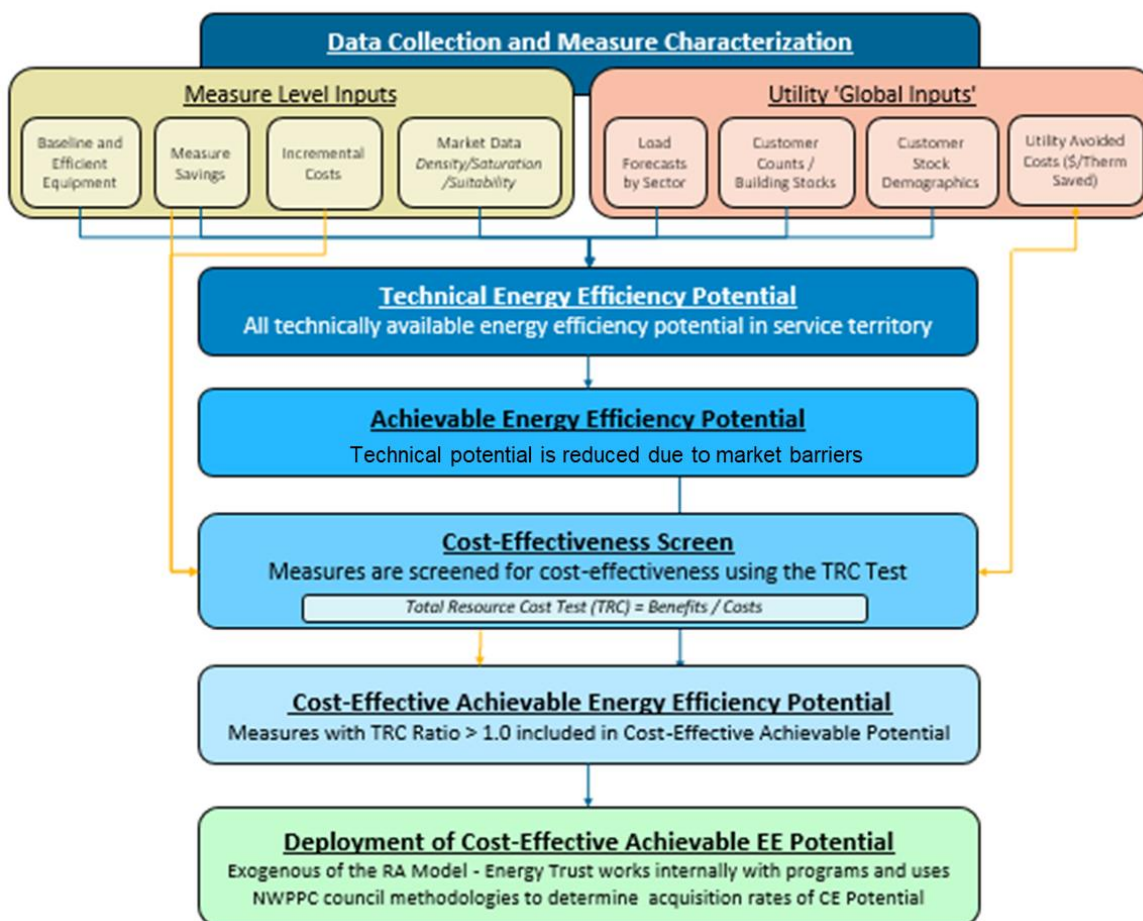 Data Collection and Measure Characterization
Measure Level Inputs
Baseline and
Efficient
Equipment
Measure
Savings
Incremental
Costs
Market Data
Density/Saturation
/Suitability
Utility 'Global Inputs'
Load
Forecasts
by Sector
Customer
Counts /
Building Stocks
Customer
Stock
Demographics
Utility Avoided
Costs ($/Therm
Saved)
Technical Energy Efficiency Potential
All technically available energy efficiency potential in service territory
Achievable Energy Efficiency Potential
Technical potential is reduced due to market barriers
Cost-Effectiveness Screen
Measures are screened for cost-effectiveness using the TRC Test
Total Resource Cost Test (TRC) = Benefits / Costs
Cost-Effective Achievable Energy Efficiency Potential
Measures with TRC Ratio > 1.0 included in Cost-Effective Achievable Potential
Deployment of Cost-Effective Achievable EE Potential
Exogenous of the RA Model - Energy Trust works internally with programs and uses
NWPPC council methodologies to determine acquisition rates of CE Potential